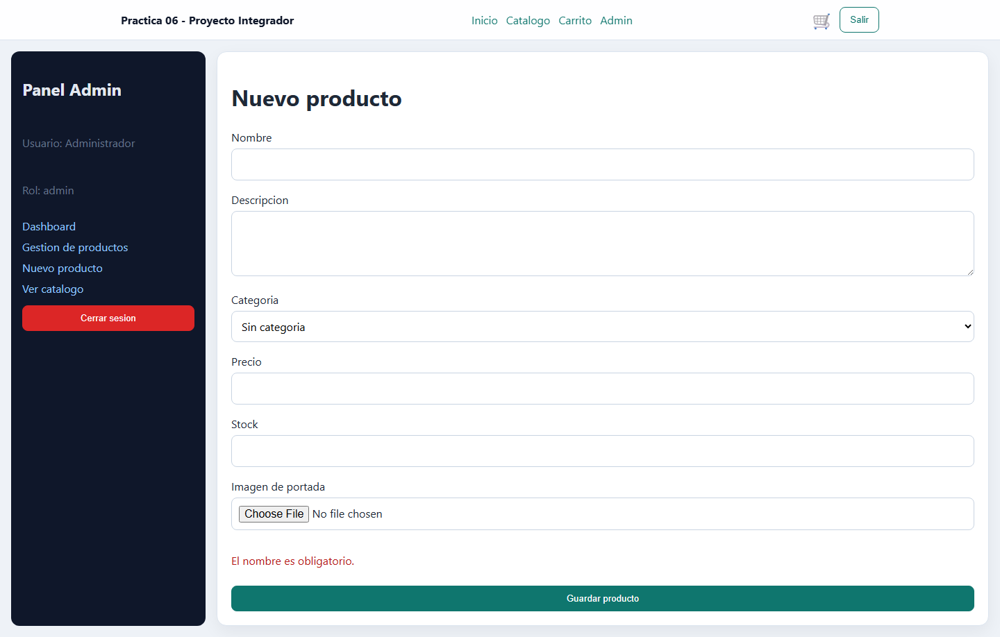 Practica 06 - Proyecto Integrador
Inicio Catalogo Carrito Admin
Salir
Panel Admin
Usuario: Administrador
Rol: admin
Dashboard
Gestion de productos
Nuevo producto
Ver catalogo
Cerrar sesion
Nuevo producto
Nombre
Descripcion
Categoria
Sin categoria
Precio
Stock
Imagen de portada
Choose File No file chosen
El nombre es obligatorio.
Guardar producto